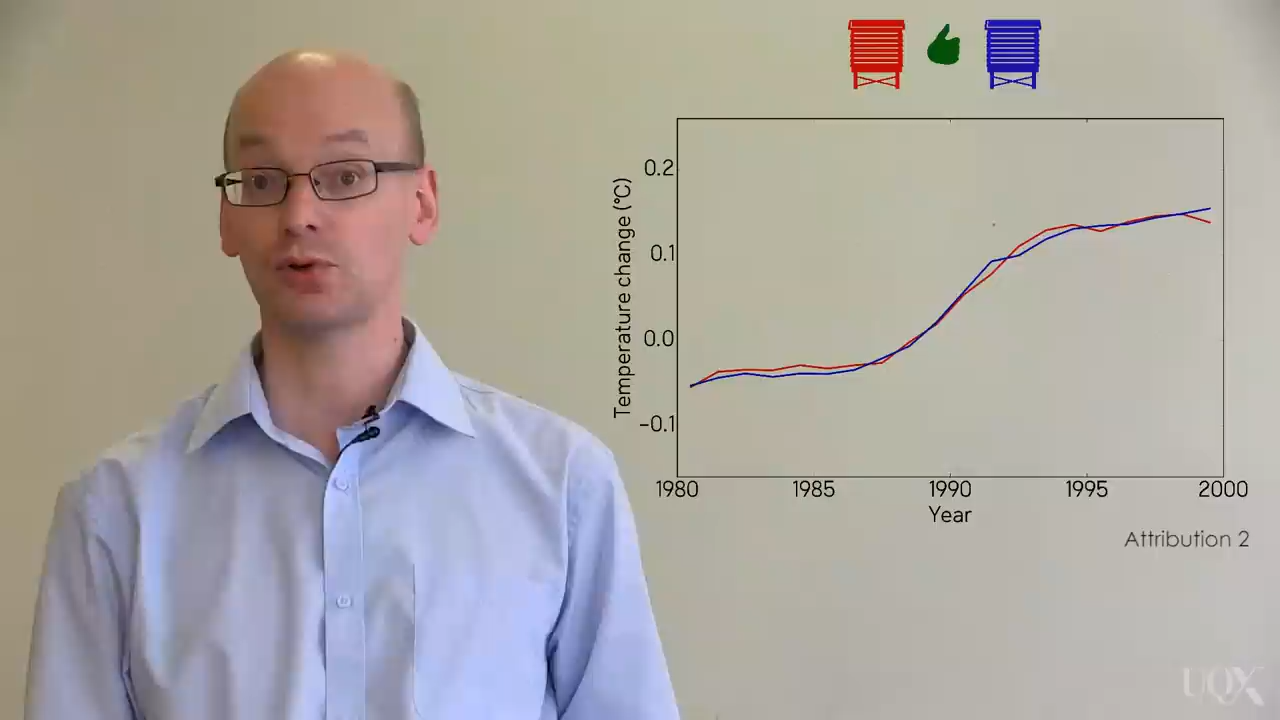 0.2
0.1
0.0
−0.1
Temperature change (°C)
1980 1985 1990 1995 2000
Year
Attribution 2
UQX